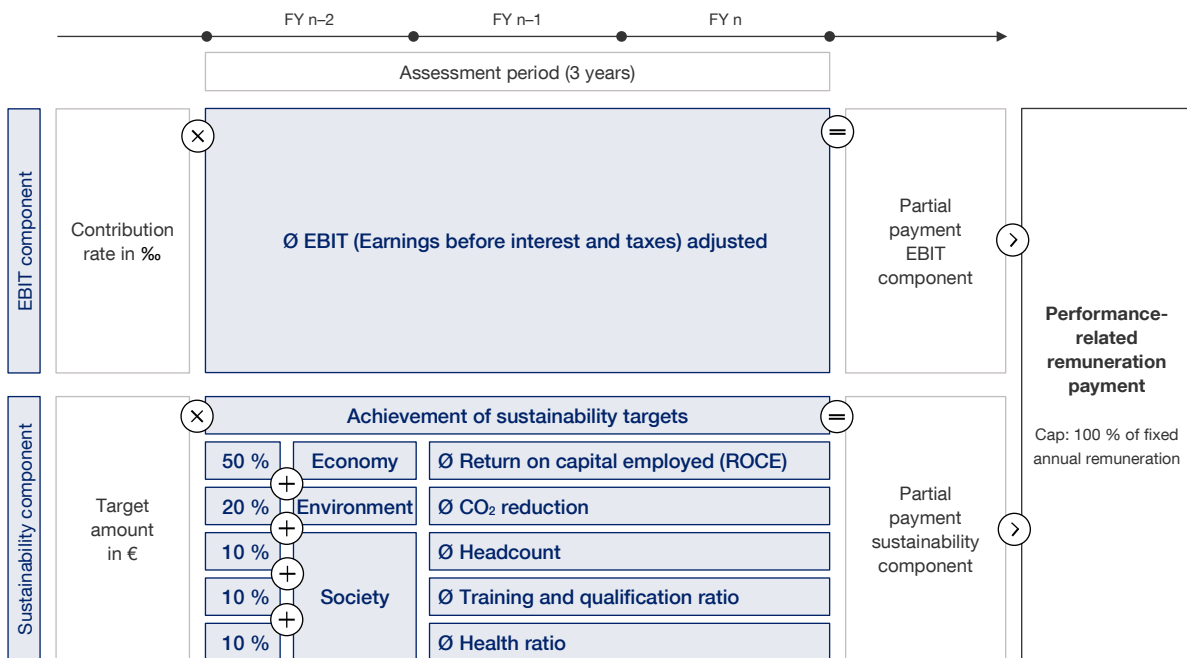 FY n–2
FY n–1
FY n
Assessment period (3 years)
EBIT component
Contribution
rate in ‰
×
Ø EBIT (Earnings before interest and taxes) adjusted
=
Partial
payment
EBIT
component
>
Performance-
related
remuneration
payment
Cap: 100 % of fixed
annual remuneration
Sustainability component
Target
amount
in €
×
Achievement of sustainability targets
=
50 %
Economy
Ø Return on capital employed (ROCE)
+
20 %
Environment
Ø CO₂ reduction
+
10 %
Society
Ø Headcount
+
10 %
Ø Training and qualification ratio
+
10 %
Ø Health ratio
Partial
payment
sustainability
component
>